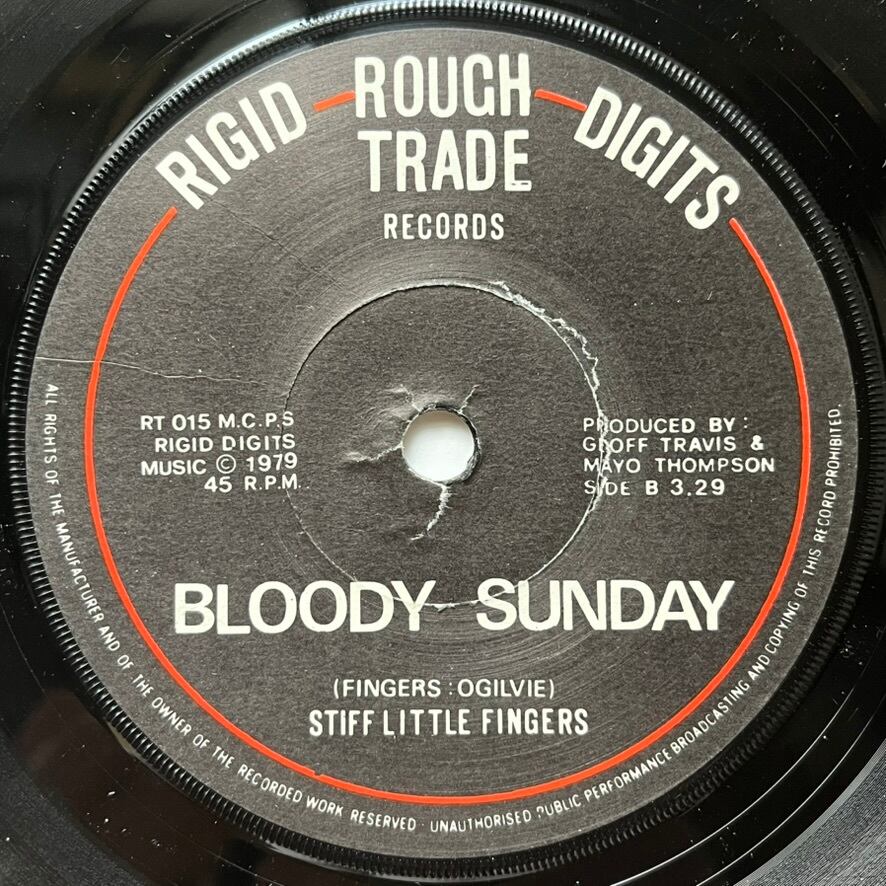 RIGID ROUGH DIGITS
TRADE
RECORDS
RT 015 M.C.P.S
RIGID DIGITS
MUSIC © 1979
45 R.P.M.
PRODUCED BY:
GEOFF TRAVIS &
MAYO THOMPSON
SIDE B 3.29
BLOODY SUNDAY
(FINGERS : OGILVIE)
STIFF LITTLE FINGERS
ALL RIGHTS OF THE MANUFACTURER AND OF THE OWNER OF THE RECORDED WORK RESERVED · UNAUTHORISED PUBLIC PERFORMANCE BROADCASTING AND COPYING OF THIS RECORD PROHIBITED.